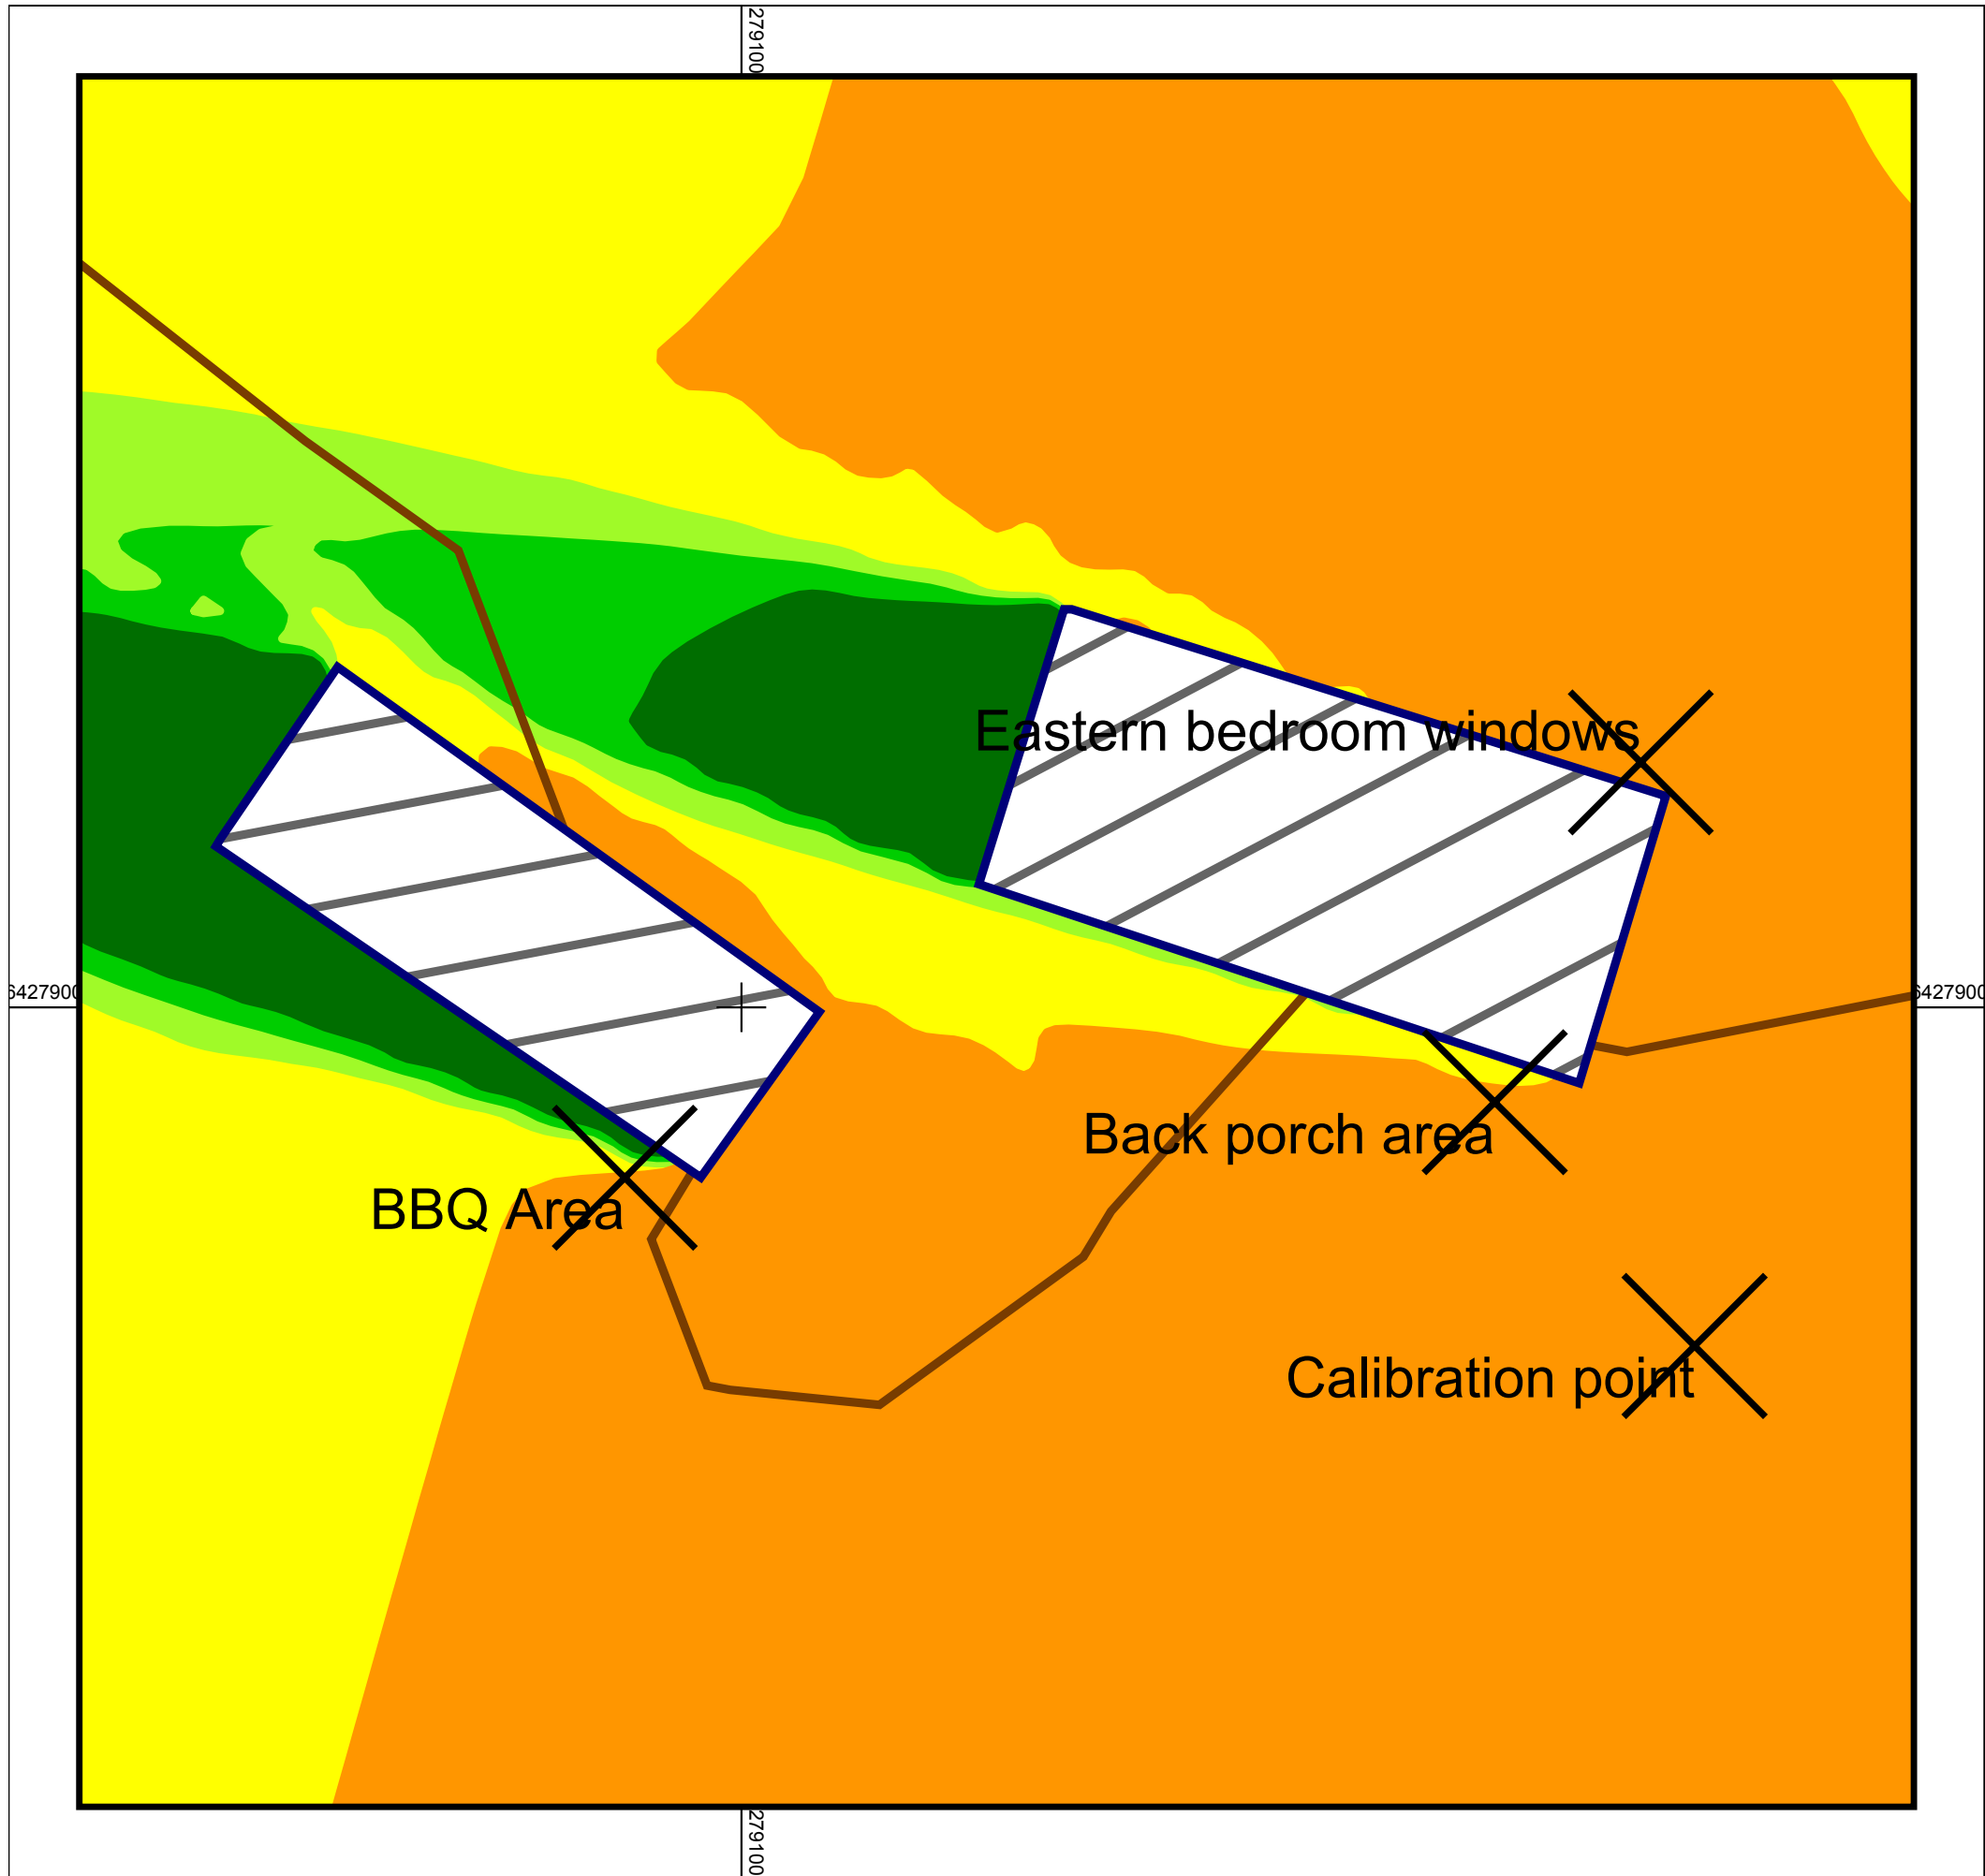 279100
Eastern bedroom windows
6427900
6427900
Back porch area
BBQ Area
Calibration point
279100